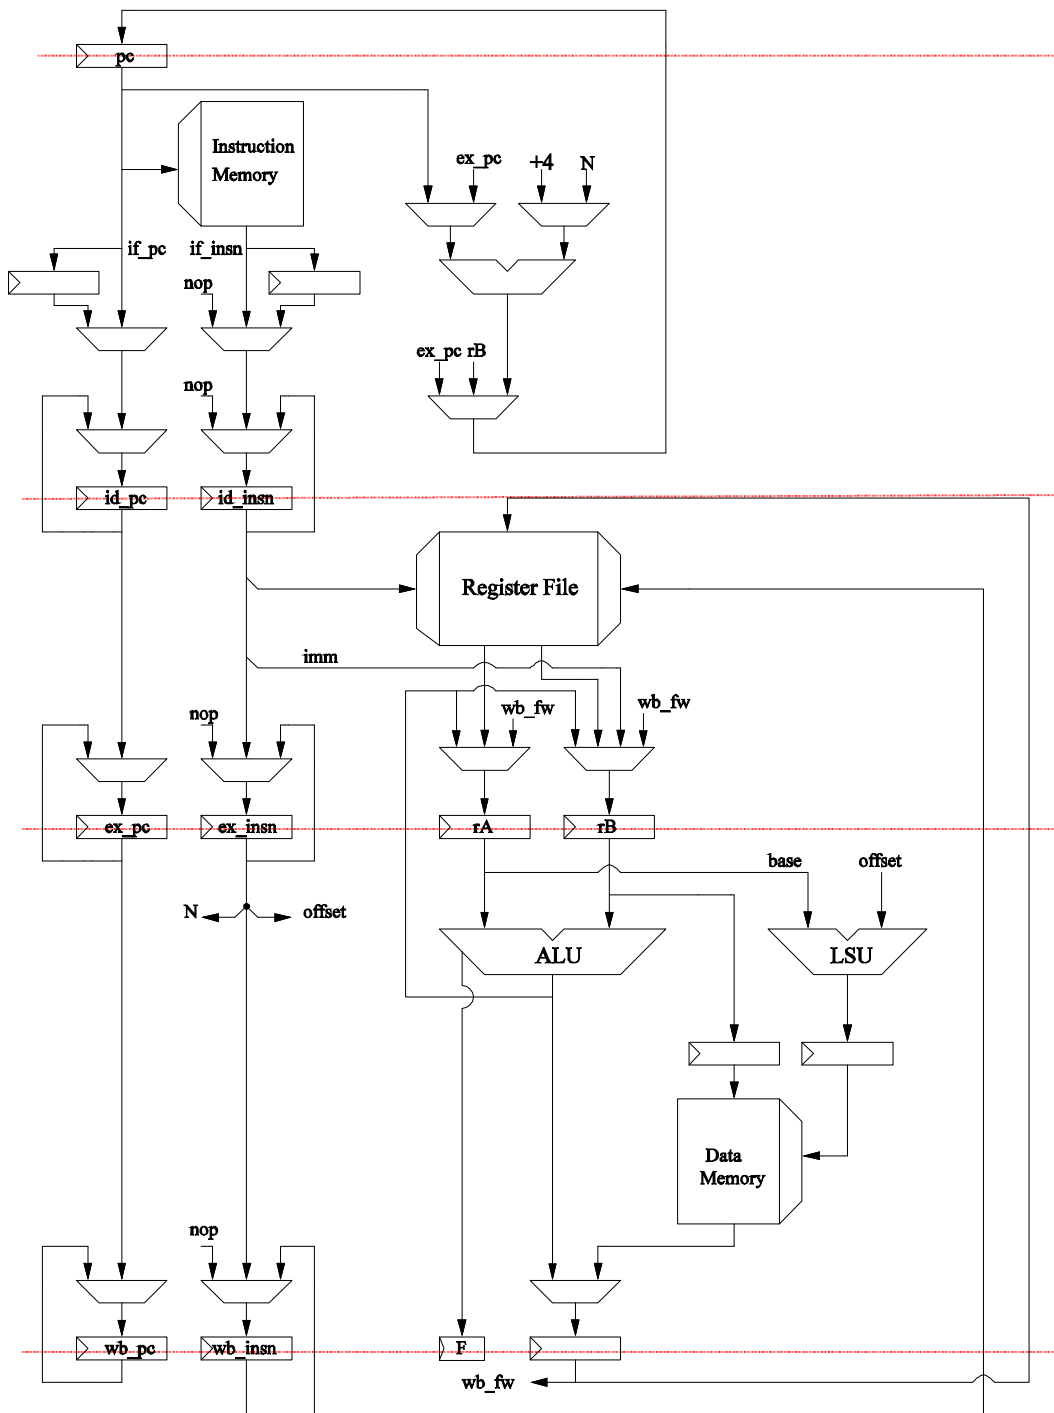 pc
Instruction
Memory
ex_pc
+4
N
if_pc
if_insn
nop
ex_pc rB
nop
id_pc
id_insn
Register File
imm
wb_fw
wb_fw
nop
ex_pc
ex_insn
rA
rB
base
offset
N
offset
ALU
LSU
Data
Memory
nop
wb_pc
wb_insn
F
wb_fw